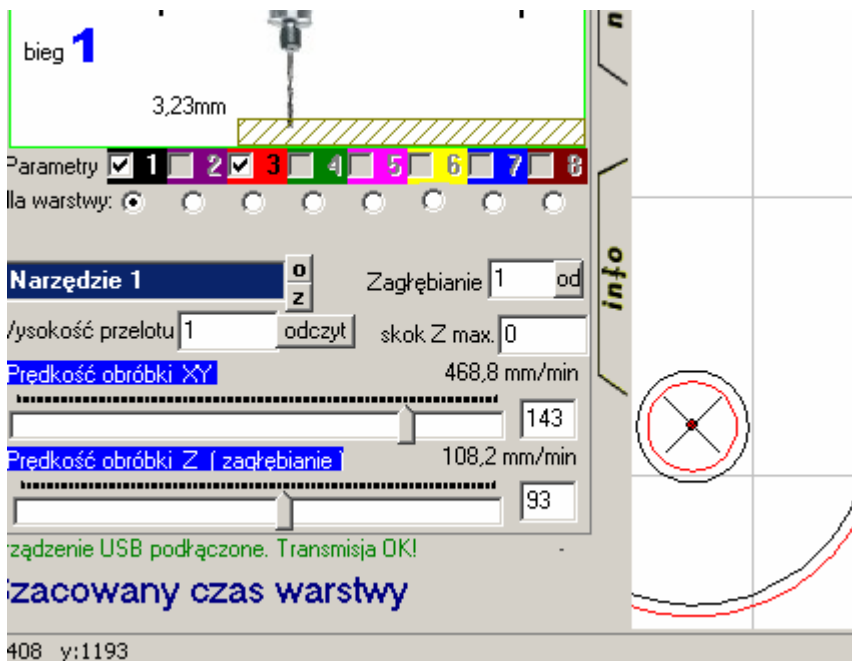 bieg 1
3,23mm
Parametry 1 2 3 4 5 6 7 8
dla warstwy:
Narzędzie 1
o
z
Zagłębianie 1 od
Wysokość przelotu 1 odczyt
skok Z max. 0
Prędkość obróbki XY 468,8 mm/min
143
Prędkość obróbki Z ( zagłębianie ) 108,2 mm/min
93
rządzenie USB podłączone. Transmisja OK! -
Szacowany czas warstwy
408 y:1193
n
info